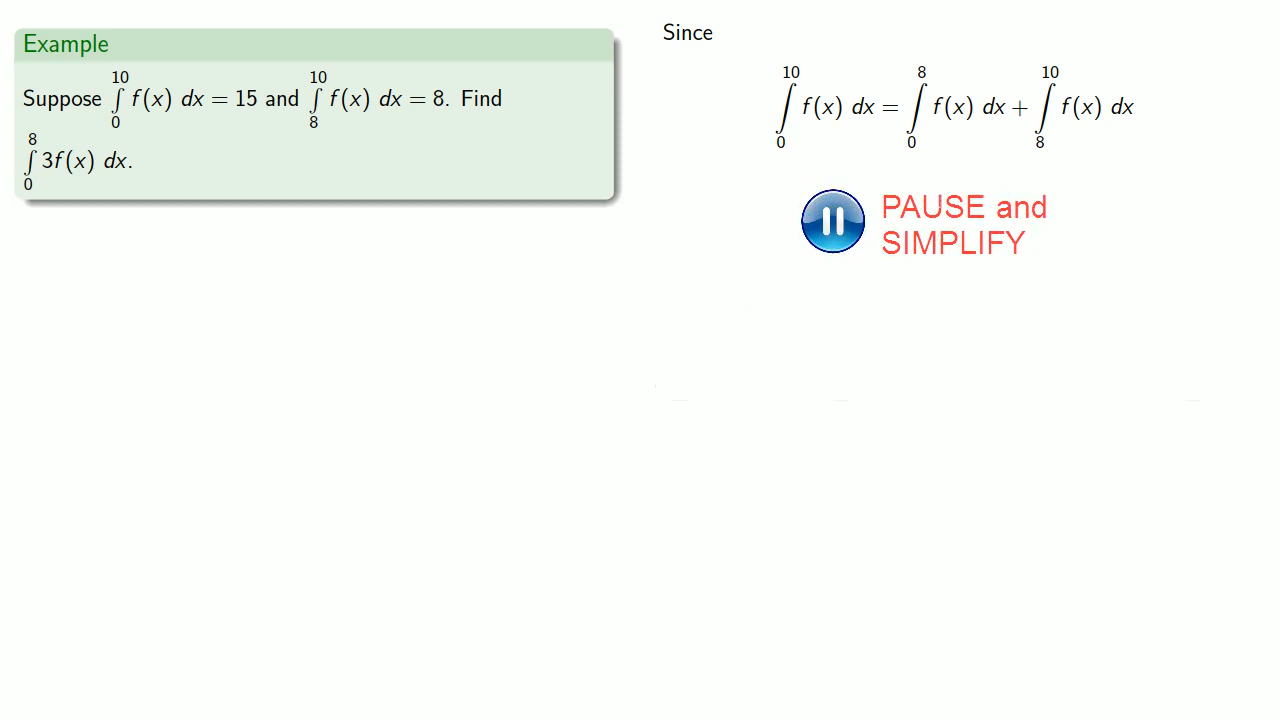 Example
Suppose ∫₀¹⁰ f(x) dx = 15 and ∫₈¹⁰ f(x) dx = 8. Find
∫₀⁸ 3f(x) dx.
Since
∫₀¹⁰ f(x) dx = ∫₀⁸ f(x) dx + ∫₈¹⁰ f(x) dx
PAUSE and
SIMPLIFY